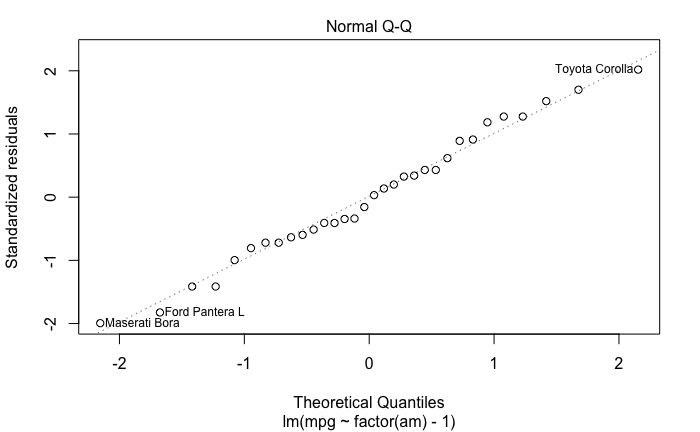 Normal Q-Q
Standardized residuals
2
1
0
-1
-2
Toyota Corolla
Ford Pantera L
Maserati Bora
-2 -1 0 1 2
Theoretical Quantiles
lm(mpg ~ factor(am) - 1)